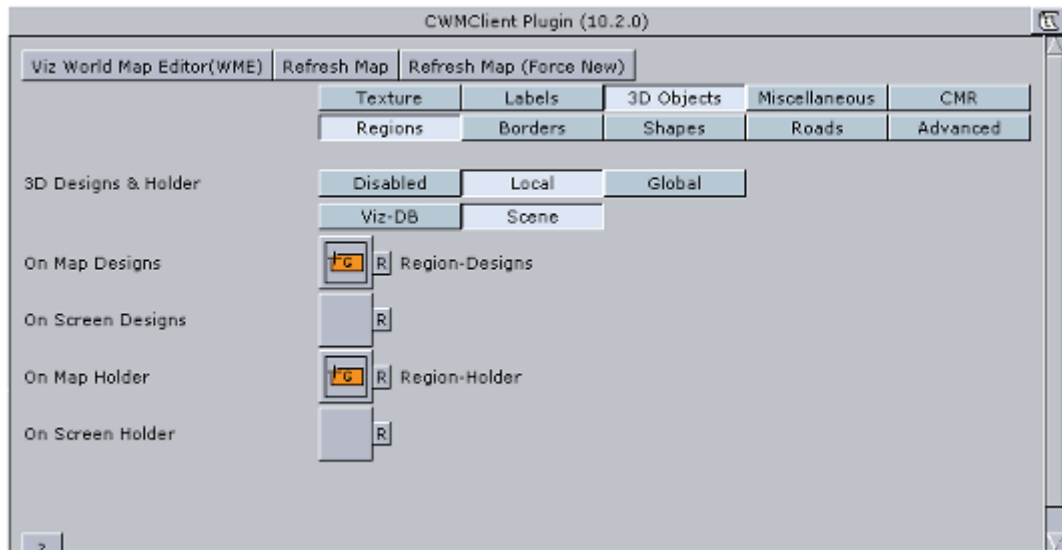 CWMClient Plugin (10.2.0)
Viz World Map Editor(WME) Refresh Map Refresh Map (Force New)
Texture Labels 3D Objects Miscellaneous CMR
Regions Borders Shapes Roads Advanced
3D Designs & Holder Disabled Local Global
Viz-DB Scene
On Map Designs G R Region-Designs
On Screen Designs R
On Map Holder G R Region-Holder
On Screen Holder R
?